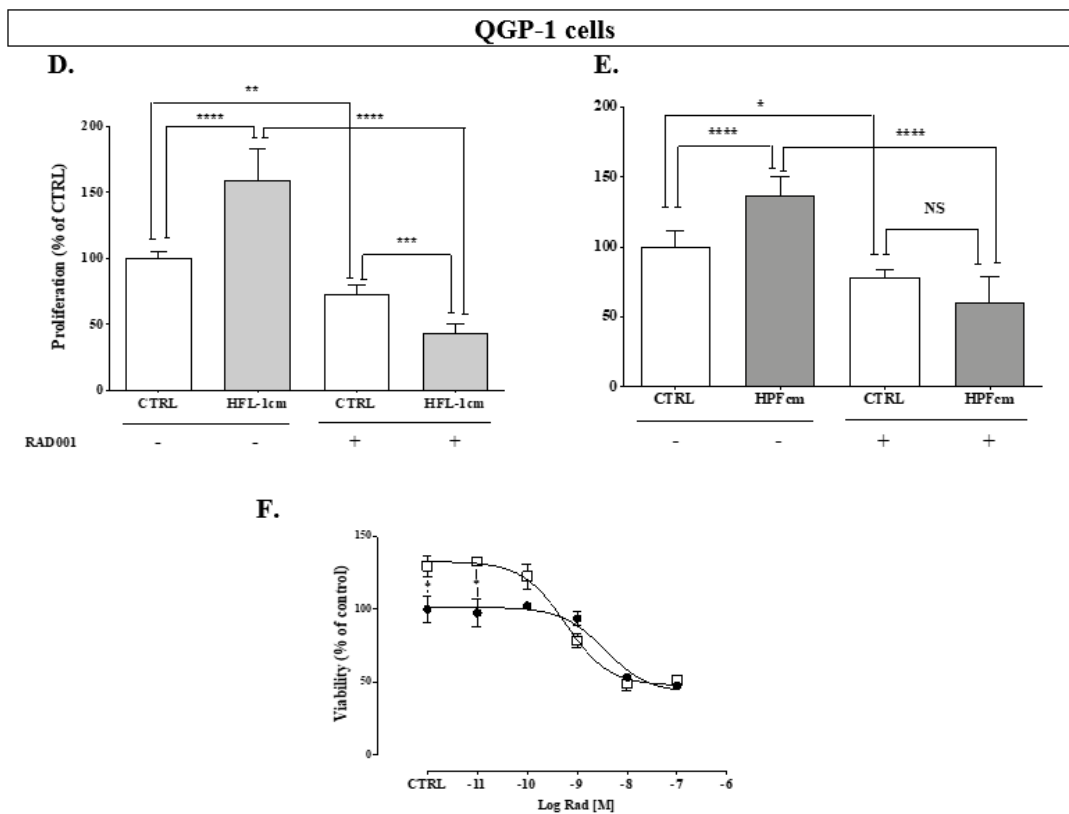 QGP-1 cells
D.
**
****
****
***
Proliferation (% of CTRL)
200
150
100
50
0
CTRL
HFL-1cm
CTRL
HFL-1cm
RAD001
-
-
+
+
E.
*
****
****
NS
200
150
100
50
0
CTRL
HPFcm
CTRL
HPFcm
-
-
+
+
F.
Viability (% of control)
150
100
50
0
*
*
CTRL -11 -10 -9 -8 -7 -6
Log Rad [M]